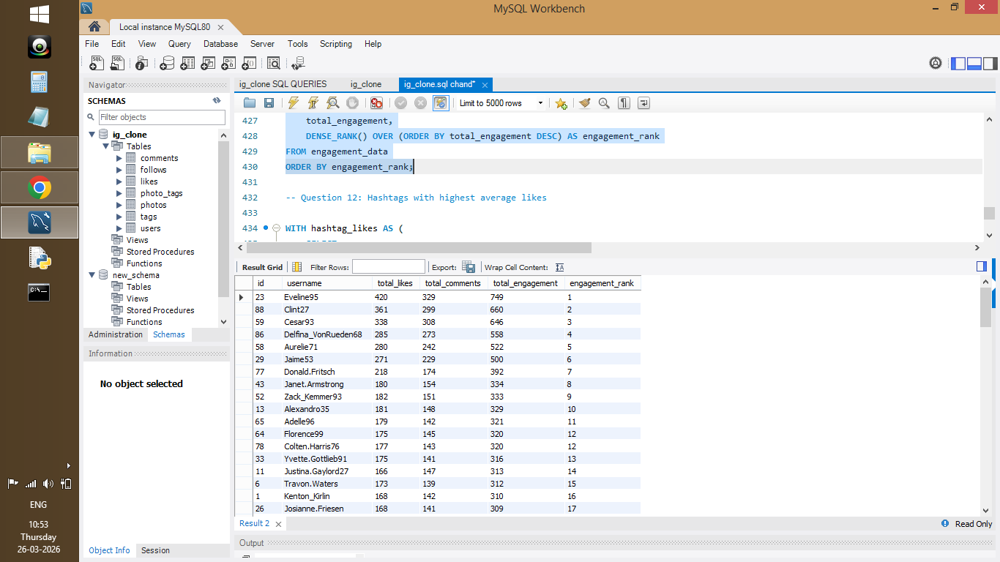 MySQL Workbench
Local instance MySQL80
File Edit View Query Database Server Tools Scripting Help
Navigator
SCHEMAS
Filter objects
ig_clone
Tables
comments
follows
likes
photo_tags
photos
tags
users
Views
Stored Procedures
Functions
new_schema
Tables
Views
Stored Procedures
Functions
Administration Schemas
Information
No object selected
Object Info Session
ig_clone SQL QUERIES ig_clone ig_clone.sql chand*
Limit to 5000 rows
427 total_engagement,
428 DENSE_RANK() OVER (ORDER BY total_engagement DESC) AS engagement_rank
429 FROM engagement_data
430 ORDER BY engagement_rank;
431
432 -- Question 12: Hashtags with highest average likes
433
434 WITH hashtag_likes AS (
Result Grid Filter Rows: Export: Wrap Cell Content:
id username total_likes total_comments total_engagement engagement_rank
23 Eveline95 420 329 749 1
88 Clint27 361 299 660 2
59 Cesar93 338 308 646 3
86 Delfina_VonRueden68 285 273 558 4
58 Aurelie71 280 242 522 5
29 Jaime53 271 229 500 6
77 Donald.Fritsch 218 174 392 7
43 Janet.Armstrong 180 154 334 8
52 Zack_Kemmer93 182 151 333 9
13 Alexandro35 181 148 329 10
65 Adelle96 179 142 321 11
64 Florence99 175 145 320 12
78 Colten.Harris76 177 143 320 12
33 Yvette.Gottlieb91 175 141 316 13
11 Justina.Gaylord27 166 147 313 14
6 Travon.Waters 173 139 312 15
1 Kenton_Kirlin 168 142 310 16
26 Josianne.Friesen 168 141 309 17
Result 2
Read Only
Output
ENG
10:53
Thursday
26-03-2026